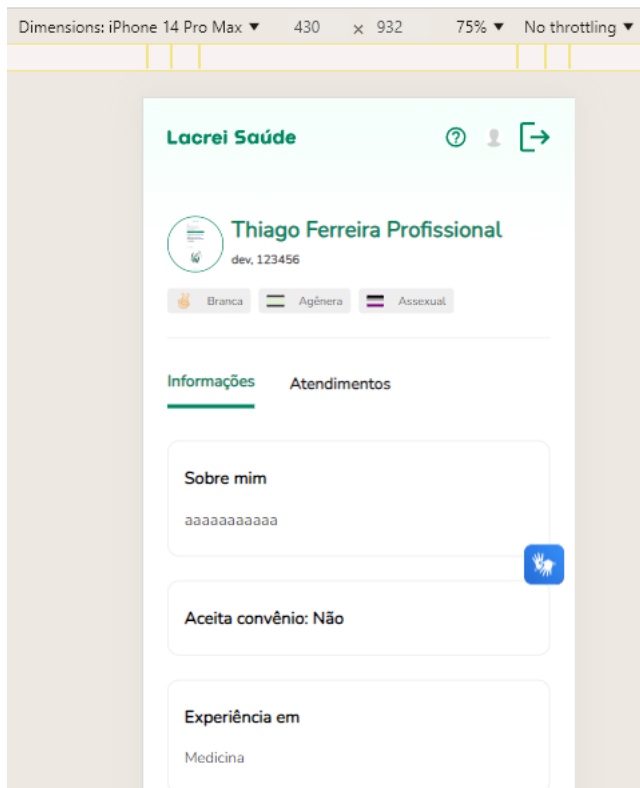 Dimensions: iPhone 14 Pro Max ▼ 430 × 932 75% ▼ No throttling ▼
Lacrei Saúde
Thiago Ferreira Profissional
dev, 123456
Branca Agênera Assexual
Informações Atendimentos
Sobre mim
aaaaaaaaaaa
Aceita convênio: Não
Experiência em
Medicina